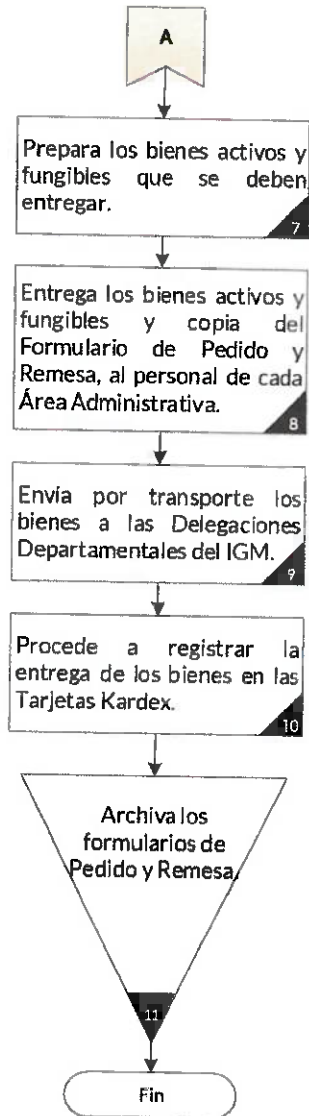 A
Prepara los bienes activos y
fungibles que se deben
entregar.
7
Entrega los bienes activos y
fungibles y copia del
Formulario de Pedido y
Remesa, al personal de cada
Área Administrativa.
8
Envía por transporte los
bienes a las Delegaciones
Departamentales del IGM.
9
Procede a registrar la
entrega de los bienes en las
Tarjetas Kardex.
10
Archiva los
formularios de
Pedido y Remesa.
11
Fin